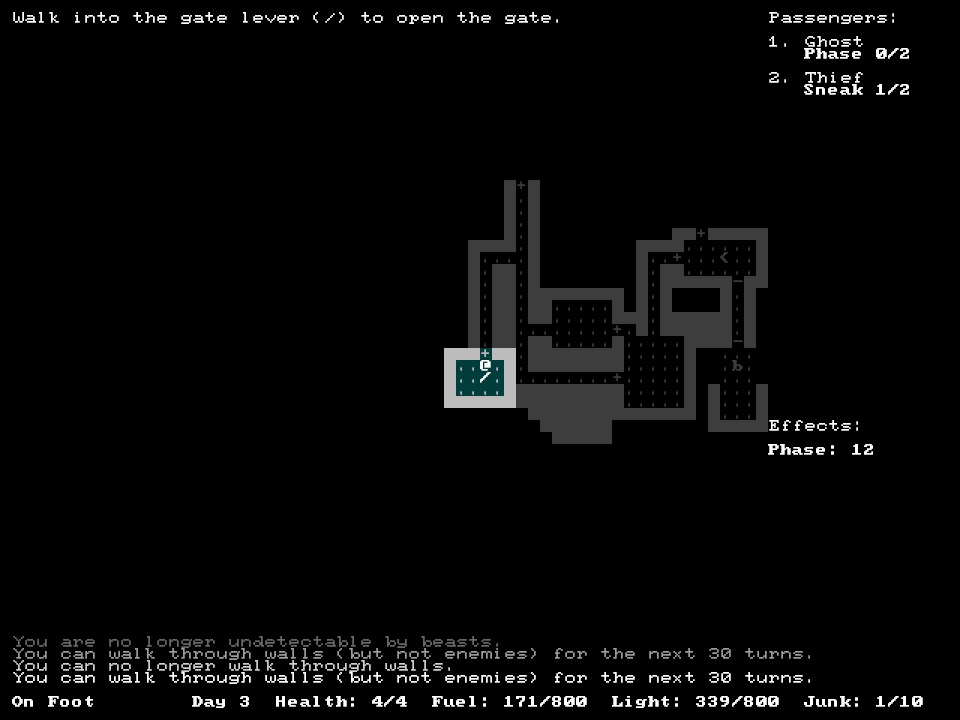 Walk into the gate lever (/) to open the gate.
Passengers:
1. Ghost
Phase 0/2
2. Thief
Sneak 1/2
Effects:
Phase: 12
You are no longer undetectable by beasts.
You can walk through walls (but not enemies) for the next 30 turns.
You can no longer walk through walls.
You can walk through walls (but not enemies) for the next 30 turns.
On Foot Day 3 Health: 4/4 Fuel: 171/800 Light: 339/800 Junk: 1/10